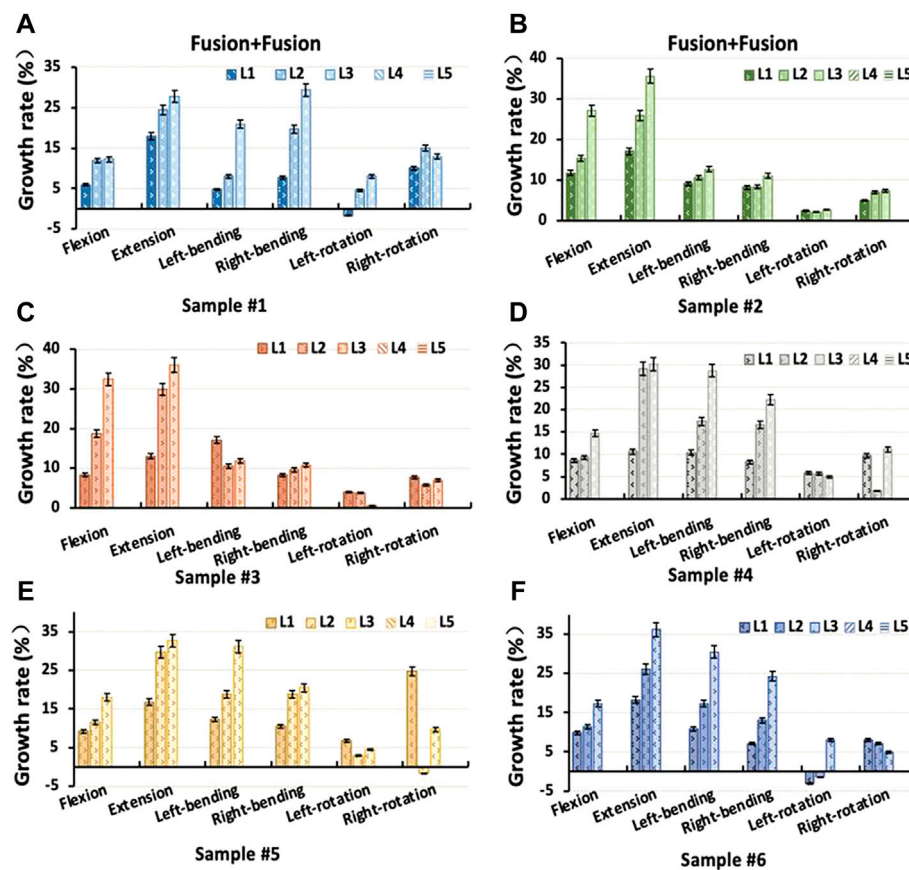 A
Fusion+Fusion
Growth rate (%)
L1 L2 L3 L4 L5
35
25
15
5
-5
Flexion
Extension
Left-bending
Right-bending
Left-rotation
Right-rotation
Sample #1
B
Fusion+Fusion
Growth rate (%)
L1 L2 L3 L4 L5
40
30
20
10
0
Flexion
Extension
Left-bending
Right-bending
Left-rotation
Right-rotation
Sample #2
C
Growth rate (%)
L1 L2 L3 L4 L5
40
30
20
10
0
Flexion
Extension
Left-bending
Right-bending
Left-rotation
Right-rotation
Sample #3
D
Growth rate (%)
L1 L2 L3 L4 L5
35
30
25
20
15
10
5
0
Flexion
Extension
Left-bending
Right-bending
Left-rotation
Right-rotation
Sample #4
E
Growth rate (%)
L1 L2 L3 L4 L5
35
25
15
5
-5
Flexion
Extension
Left-bending
Right-bending
Left-rotation
Right-rotation
Sample #5
F
Growth rate (%)
L1 L2 L3 L4 L5
35
25
15
5
-5
Flexion
Extension
Left-bending
Right-bending
Left-rotation
Right-rotation
Sample #6